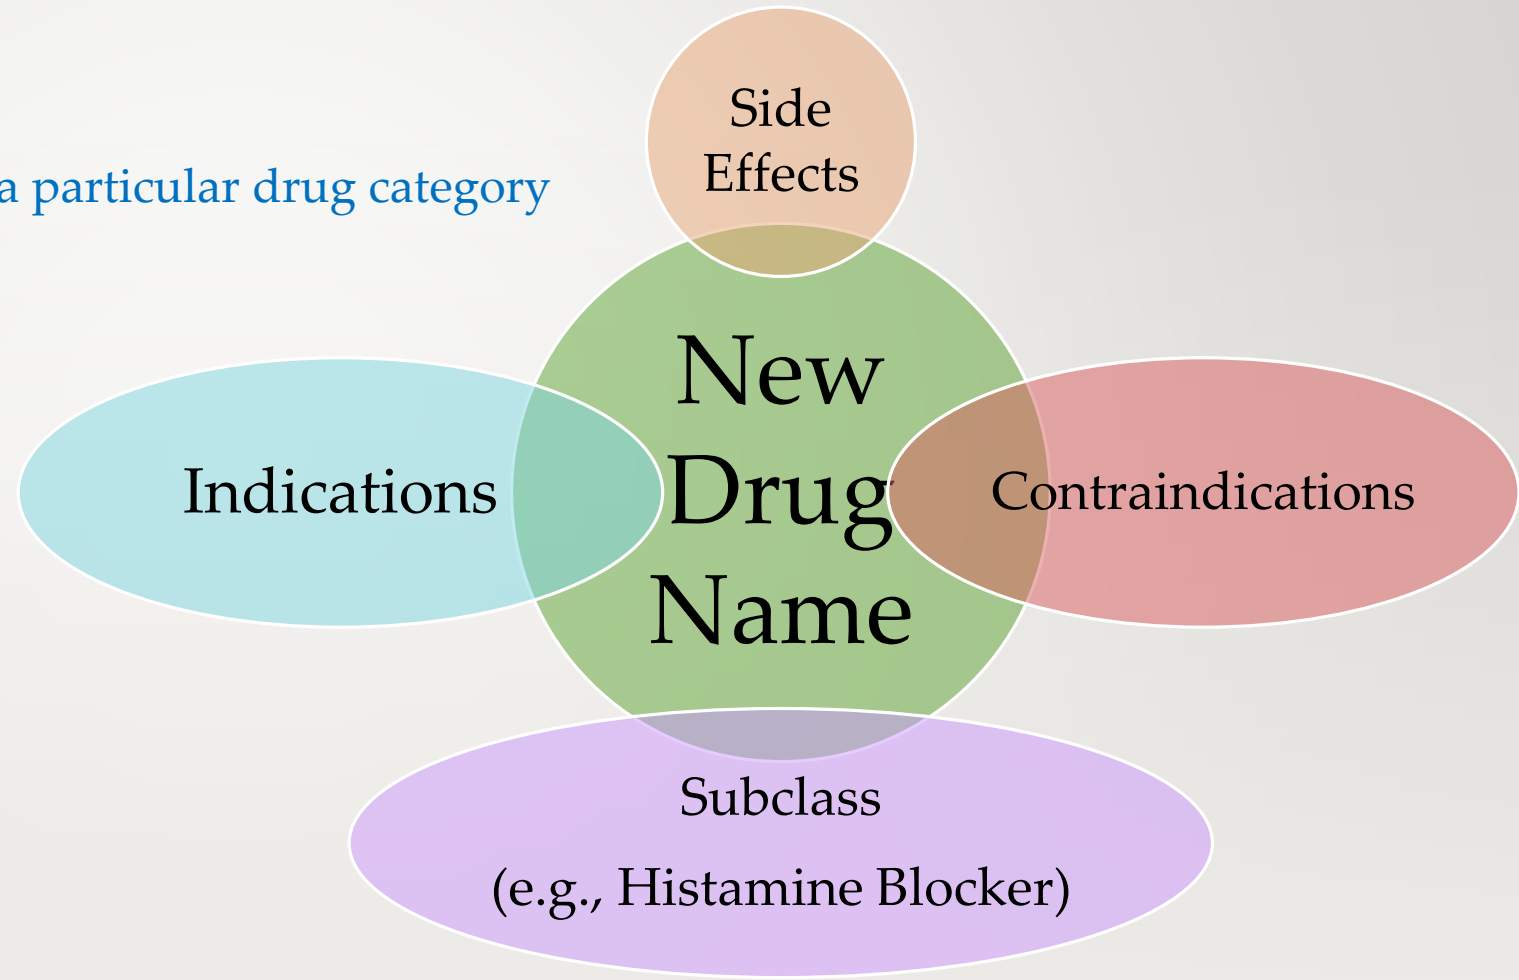 Side
Effects
a particular drug category
New
Drug
Name
Indications
Contraindications
Subclass
(e.g., Histamine Blocker)